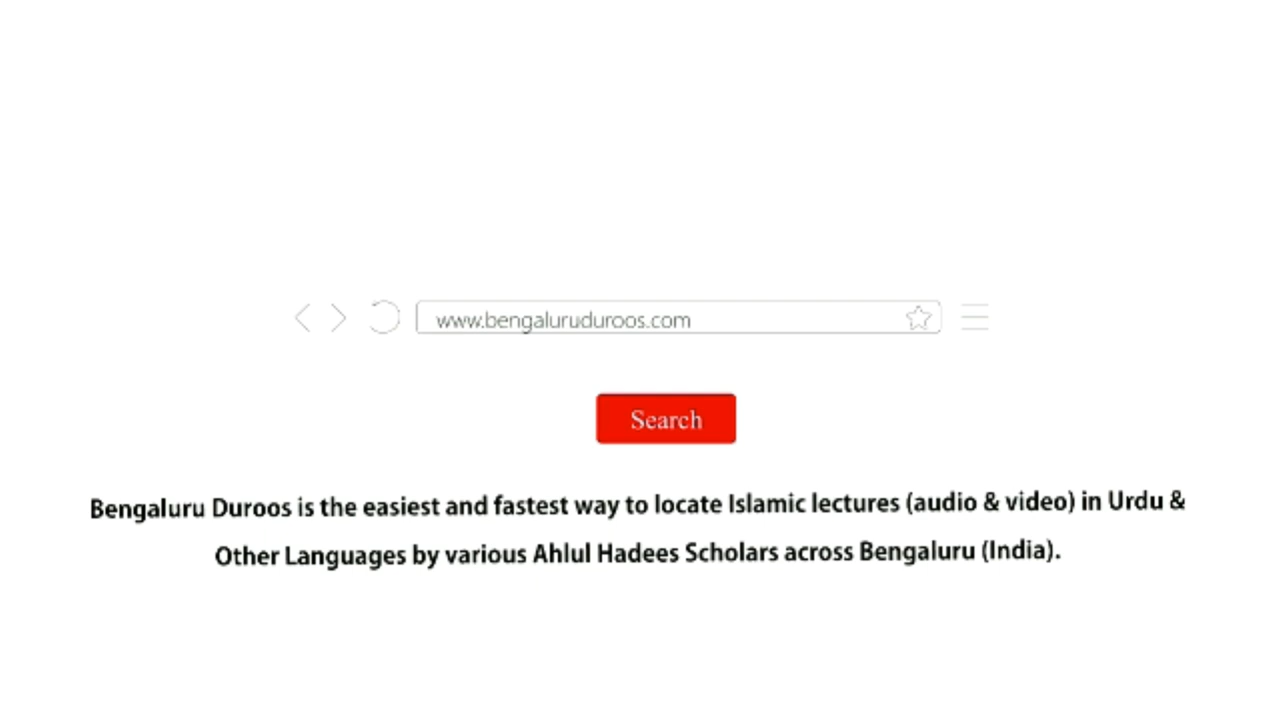 www.bengaluruduroos.com
Search
Bengaluru Duroos is the easiest and fastest way to locate Islamic lectures (audio & video) in Urdu &
Other Languages by various Ahlul Hadees Scholars across Bengaluru (India).